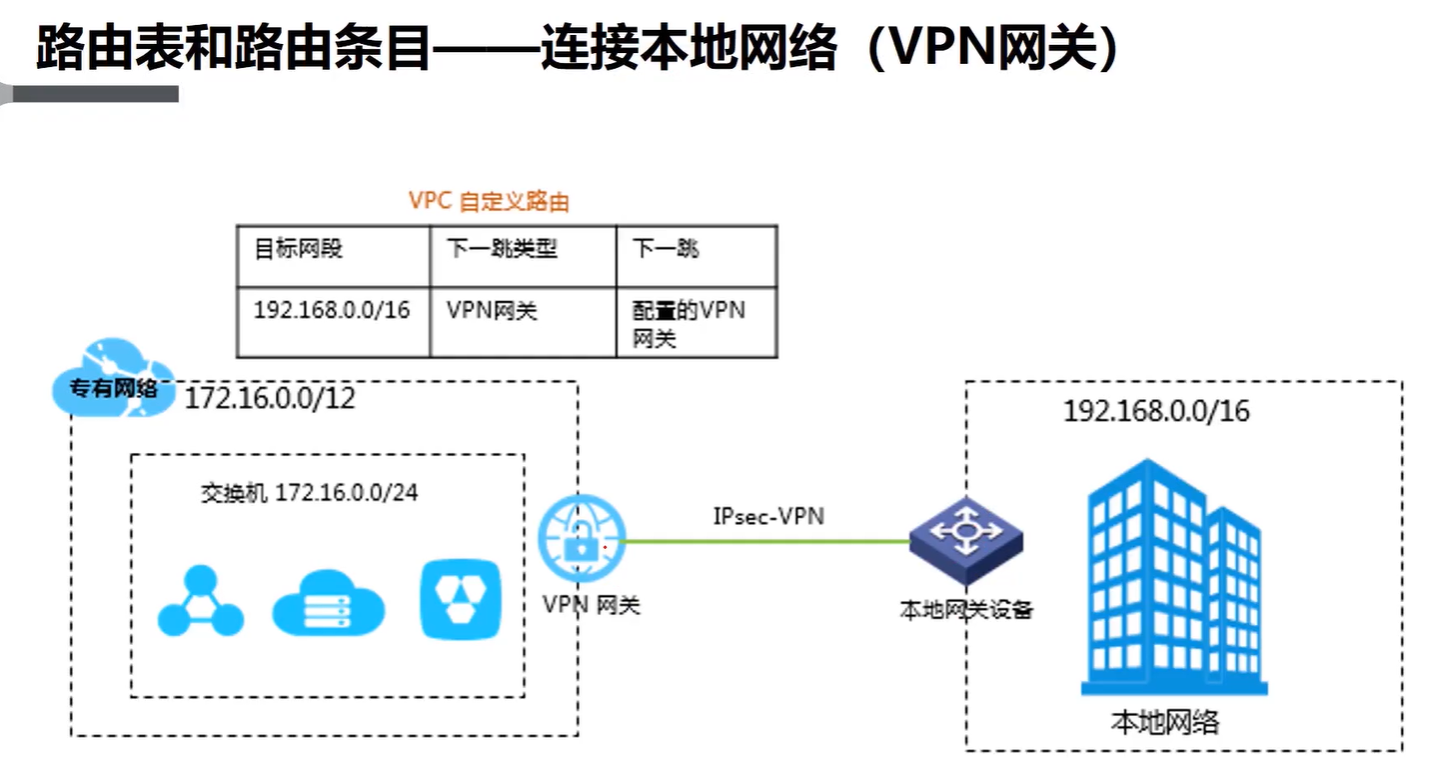 路由表和路由条目——连接本地网络（VPN网关）
VPC 自定义路由
目标网段 下一跳类型 下一跳
192.168.0.0/16 VPN网关 配置的VPN
网关
专有网络 172.16.0.0/12
192.168.0.0/16
交换机 172.16.0.0/24
IPsec-VPN
VPN 网关
本地网关设备
本地网络